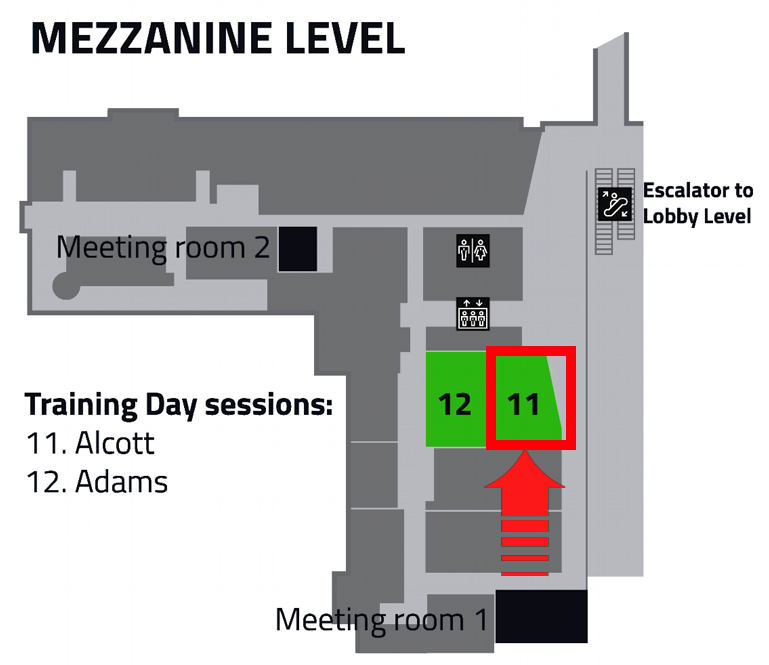 MEZZANINE LEVEL
Escalator to
Lobby Level
Meeting room 2
12
11
Training Day sessions:
11. Alcott
12. Adams
Meeting room 1